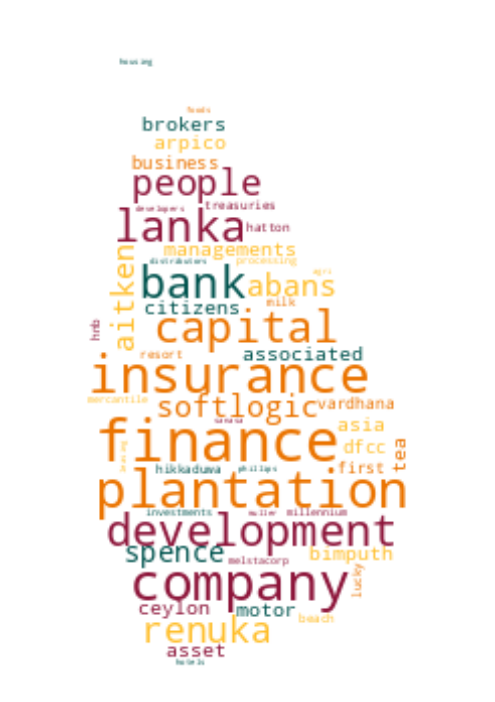 housing
foods
brokers
arpico
business
people
developers treasuries
lanka hatton
managements
distributors processing
aitken
bank abans
agri
citizens milk
hnb
capital
resort associated
insurance
mercantile softlogic vardhana
sanasa
asia
finance
dfcc
tea
hikkaduwa phillips first
plantation
investments muller millennium
development
spence melstacorp bimputh
lucky
company
ceylon motor
beach
renuka
asset
hotels